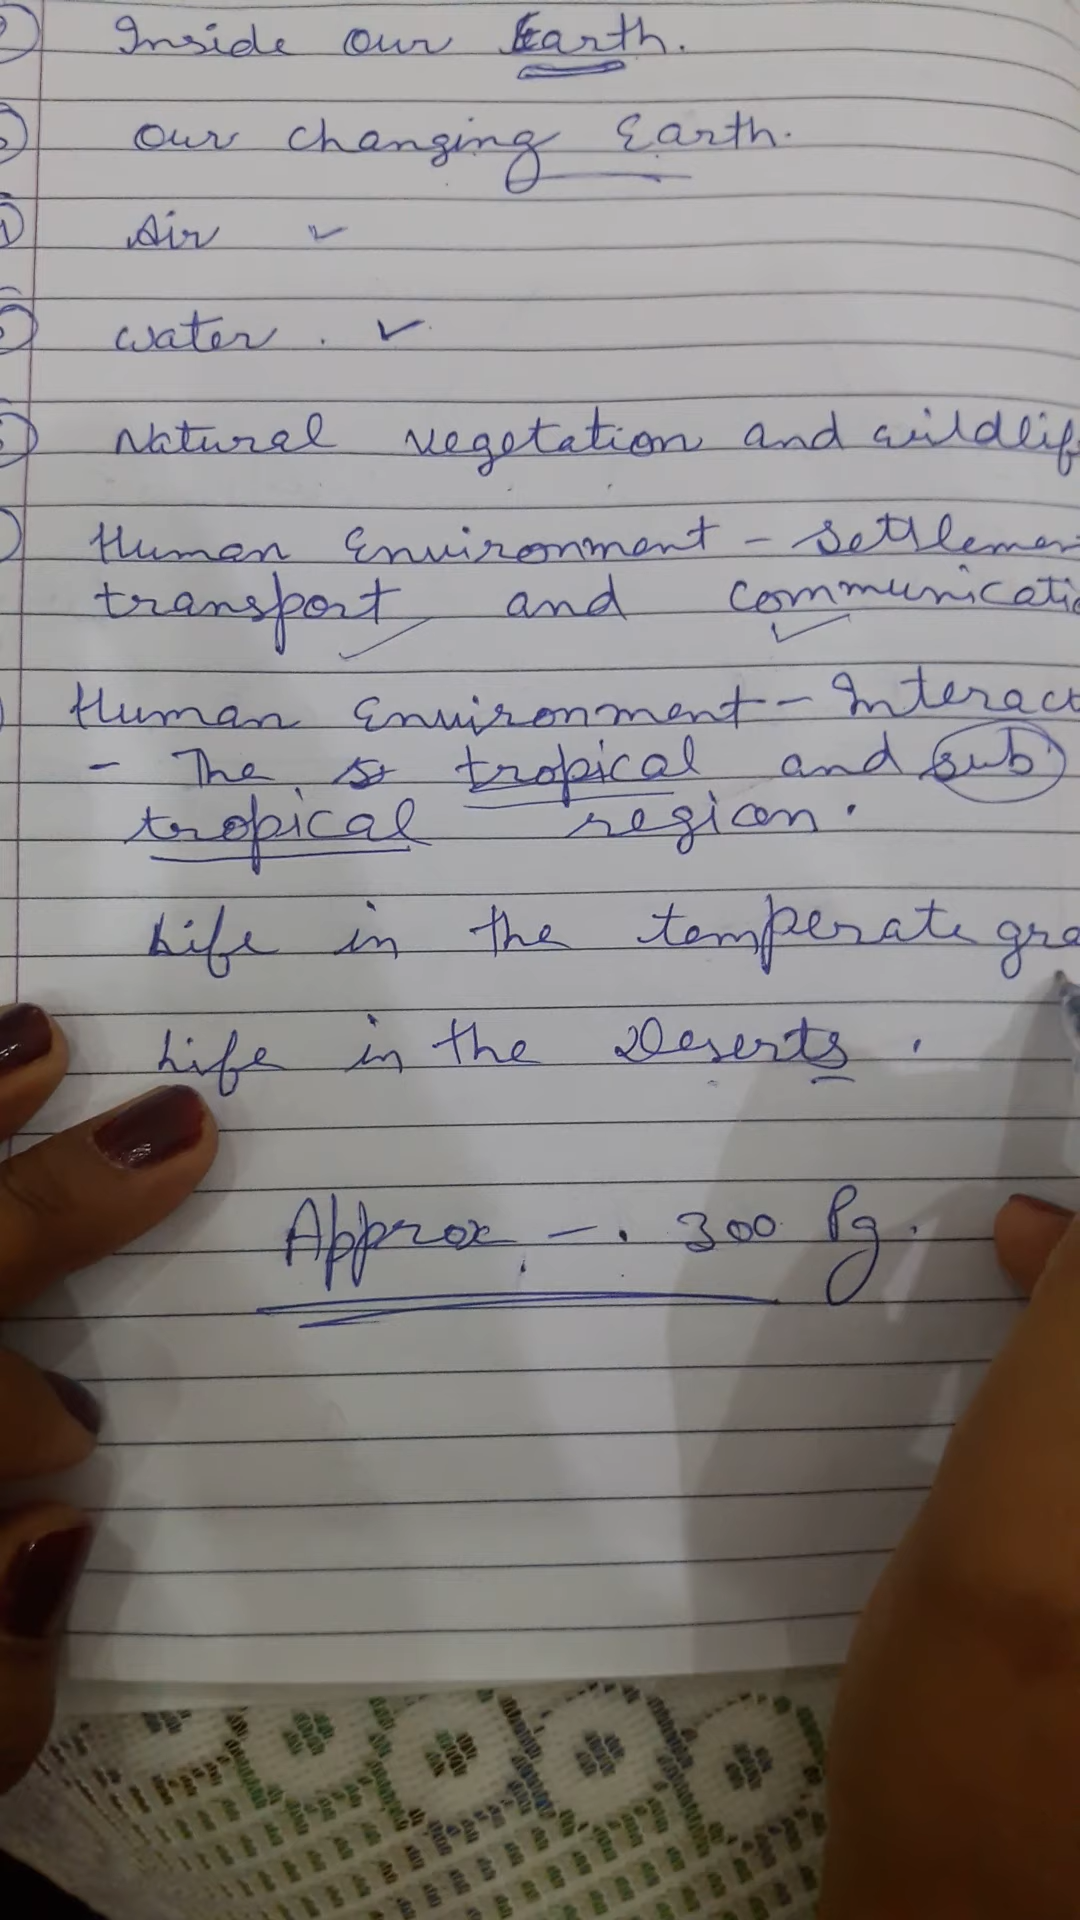 Inside our Earth.
our changing Earth.
Air ✓
water. ✓
Natural vegetation and wildlif
Human Environment - settlemen
transport and communicatio
Human Environment - Interact
- The tropical and sub
tropical region.
Life in the temperate gra
Life in the Deserts.
Approx -. 300 Pg.